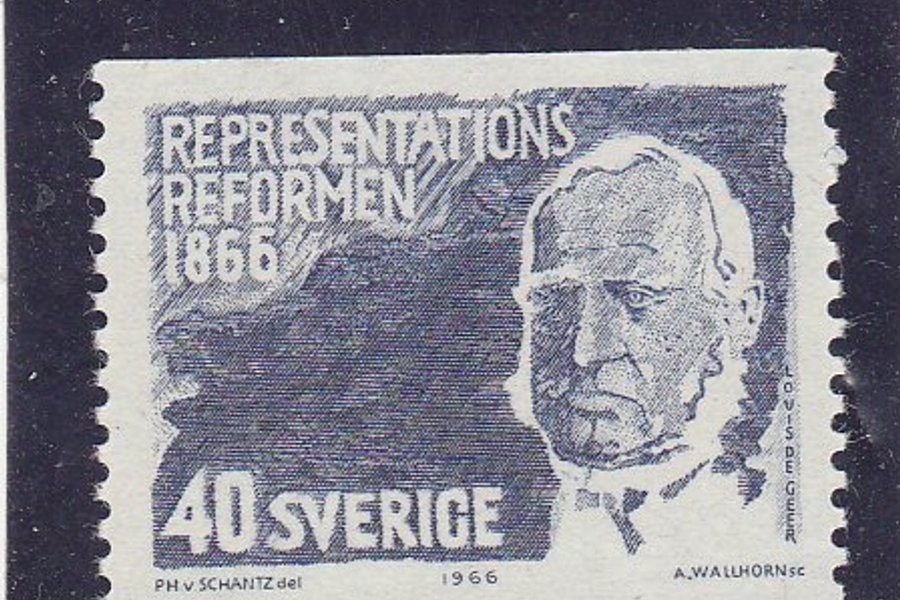 REPRESENTATIONS
REFORMEN
1866
LOUIS DE GEER
40 SVERIGE
PH v SCHANTZ del
1966
A. WALLHORN sc